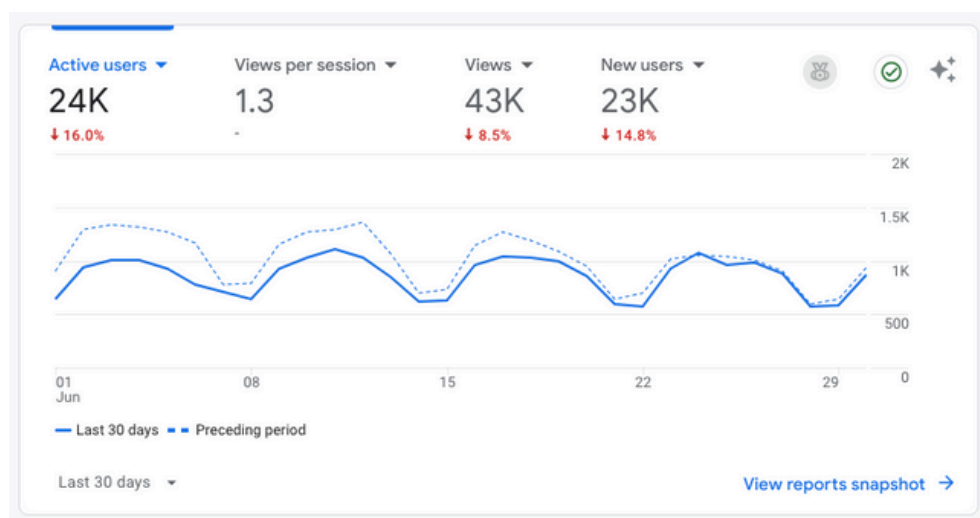 Active users Views per session Views New users
24K 1.3 43K 23K
↓ 16.0% - ↓ 8.5% ↓ 14.8%
2K
1.5K
1K
500
0
01 08 15 22 29
Jun
Last 30 days Preceding period
Last 30 days View reports snapshot →